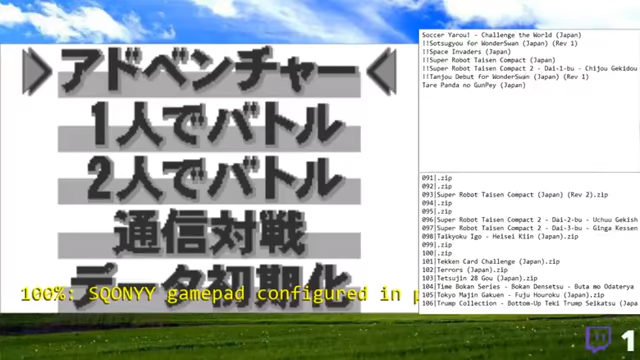 アドベンチャー
1人でバトル
2人でバトル
通信対戦
データ初期化
100%: SQONYY gamepad configured in p
Soccer Yarou! - Challenge the World (Japan)
!!Sotsugyou for WonderSwan (Japan) (Rev 1)
!!Space Invaders (Japan)
!!Super Robot Taisen Compact (Japan)
!!Super Robot Taisen Compact 2 - Dai-1-bu - Chijou Gekidou
!!Tanjou Debut for WonderSwan (Japan) (Rev 1)
Tare Panda no GunPey (Japan)
091|.zip
092|.zip
093|Super Robot Taisen Compact (Japan) (Rev 2).zip
094|.zip
095|.zip
096|Super Robot Taisen Compact 2 - Dai-2-bu - Uchuu Gekish
097|Super Robot Taisen Compact 2 - Dai-3-bu - Ginga Kessen
098|Taikyoku Igo - Heisei Kiin (Japan).zip
099|.zip
100|.zip
101|Tekken Card Challenge (Japan).zip
102|Terrors (Japan).zip
103|Tetsujin 28 Gou (Japan).zip
104|Time Bokan Series - Bokan Densetsu - Buta mo Odaterya
105|Tokyo Majin Gakuen - Fuju Houroku (Japan).zip
106|Trump Collection - Bottom-Up Teki Trump Seikatsu (Japa
1